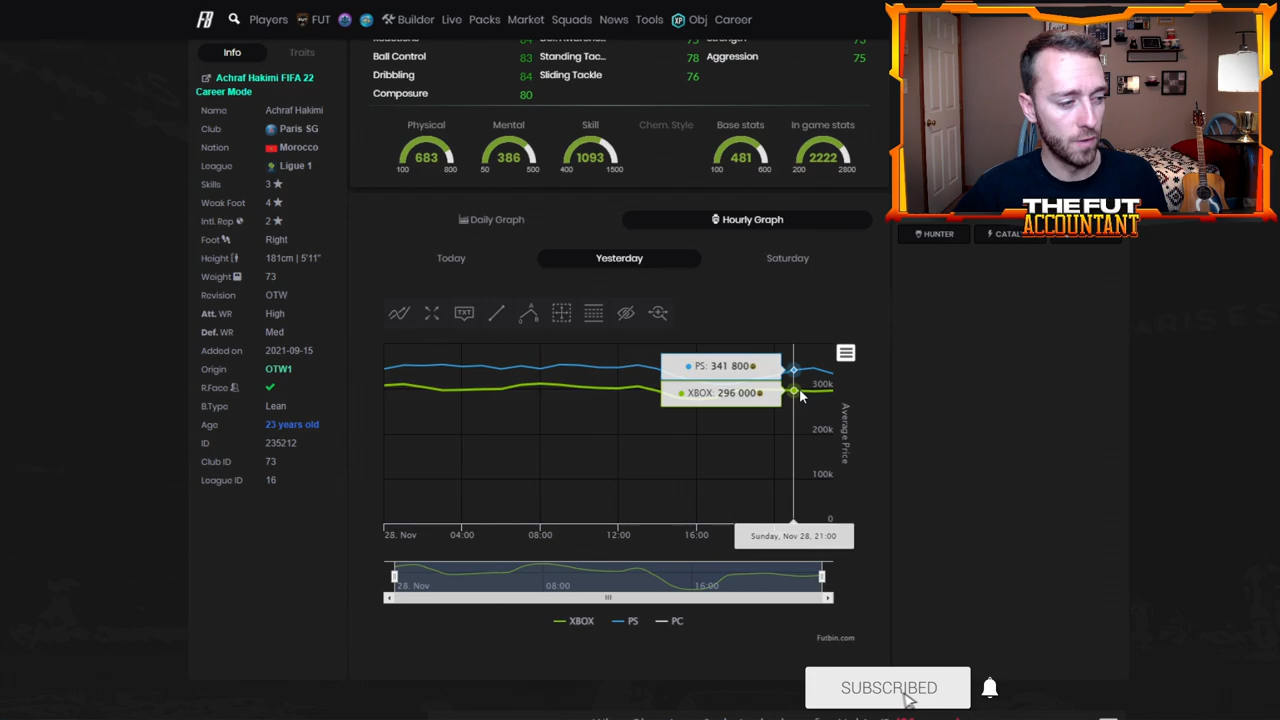 FB Players FUT Builder Live Packs Market Squads News Tools XP Obj Career
Info Traits
Achraf Hakimi FIFA 22
Career Mode
Name Achraf Hakimi
Club Paris SG
Nation Morocco
League Ligue 1
Skills 3
Weak Foot 4
Intl. Rep 2
Foot Right
Height 181cm | 5'11"
Weight 73
Revision OTW
Att. WR High
Def. WR Med
Added on 2021-09-15
Origin OTW1
R.Face
B.Type Lean
Age 23 years old
ID 235212
Club ID 73
League ID 16
Ball Control 83 Standing Tac... 78 Aggression 75
Dribbling 84 Sliding Tackle 76
Composure 80
Physical Mental Skill Chem. Style Base stats In game stats
683 386 1093 481 2222
100 800 50 500 400 1500 100 600 200 2800
Daily Graph Hourly Graph
Today Yesterday Saturday
TXT A B
PS: 341 800
XBOX: 296 000
300k
200k
100k
0
Average Price
28. Nov 04:00 08:00 12:00 16:00
Sunday, Nov 28, 21:00
28. Nov 08:00 16:00
XBOX PS PC
Futbin.com
THE FUT
ACCOUNTANT
HUNTER CATAL
SUBSCRIBED